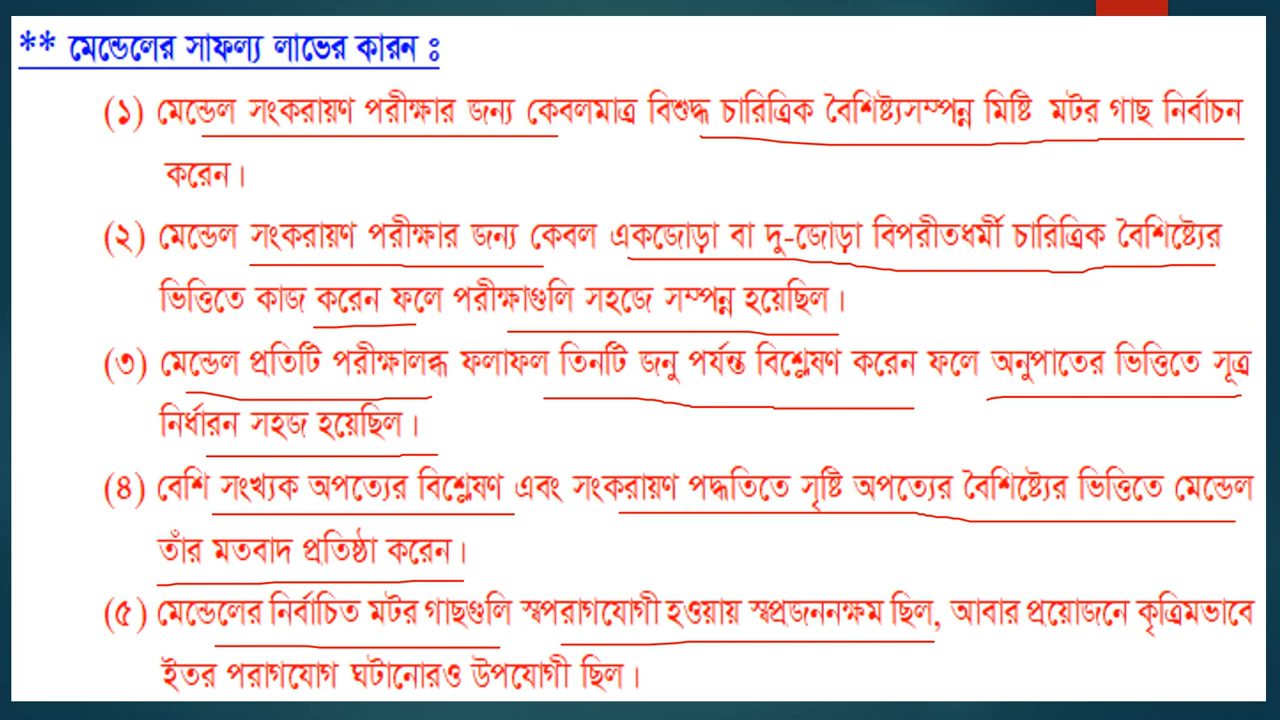 ** মেন্ডেলের সাফল্য লাভের কারন ঃ
(১) মেন্ডেল সংকরায়ণ পরীক্ষার জন্য কেবলমাত্র বিশুদ্ধ চারিত্রিক বৈশিষ্ট্যসম্পন্ন মিষ্টি মটর গাছ নির্বাচন
করেন।
(২) মেন্ডেল সংকরায়ণ পরীক্ষার জন্য কেবল একজোড়া বা দু-জোড়া বিপরীতধর্মী চারিত্রিক বৈশিষ্ট্যের
ভিত্তিতে কাজ করেন ফলে পরীক্ষাগুলি সহজে সম্পন্ন হয়েছিল।
(৩) মেন্ডেল প্রতিটি পরীক্ষালব্ধ ফলাফল তিনটি জনু পর্যন্ত বিশ্লেষণ করেন ফলে অনুপাতের ভিত্তিতে সূত্র
নির্ধারন সহজ হয়েছিল।
(৪) বেশি সংখ্যক অপত্যের বিশ্লেষণ এবং সংকরায়ণ পদ্ধতিতে সৃষ্টি অপত্যের বৈশিষ্ট্যের ভিত্তিতে মেন্ডেল
তাঁর মতবাদ প্রতিষ্ঠা করেন।
(৫) মেন্ডেলের নির্বাচিত মটর গাছগুলি স্বপরাগযোগী হওয়ায় স্বপ্রজননক্ষম ছিল, আবার প্রয়োজনে কৃত্রিমভাবে
ইতর পরাগযোগ ঘটানোরও উপযোগী ছিল।